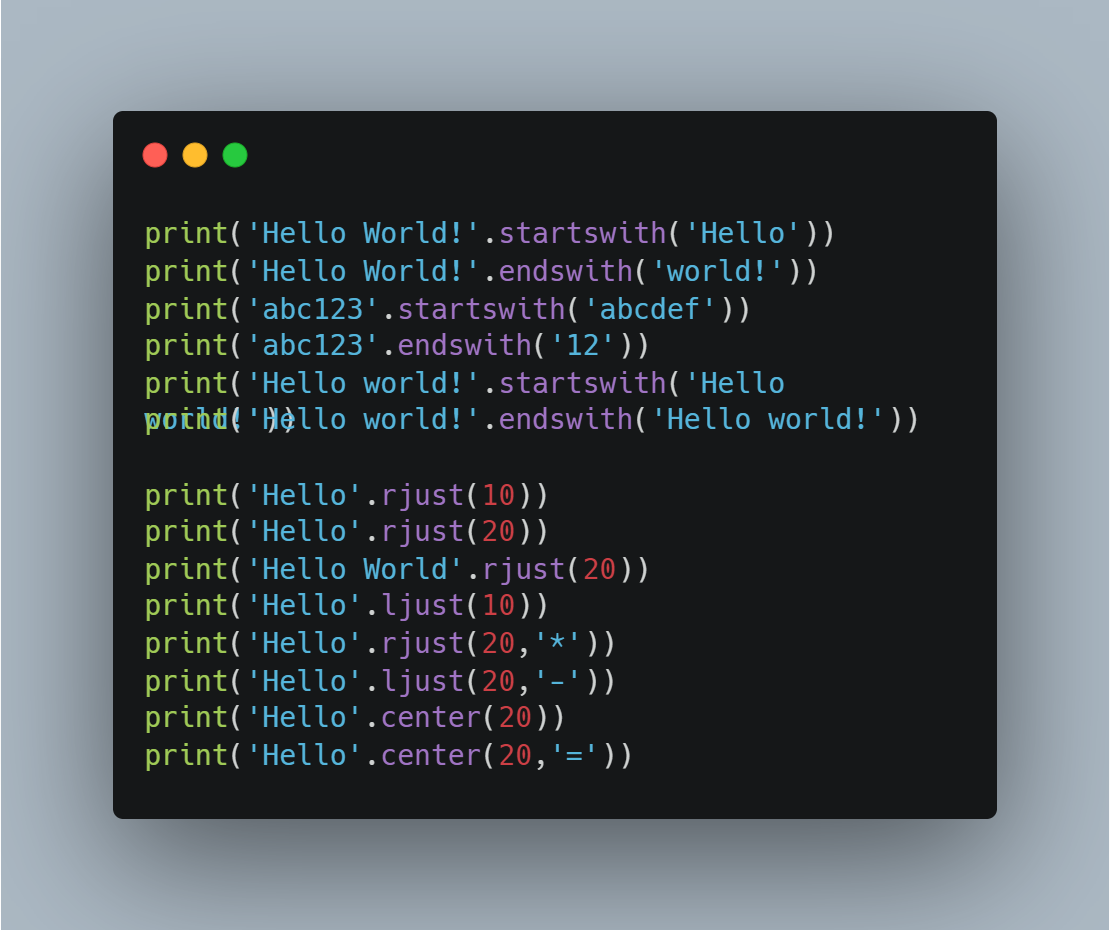 print('Hello World!'.startswith('Hello'))
print('Hello World!'.endswith('world!'))
print('abc123'.startswith('abcdef'))
print('abc123'.endswith('12'))
print('Hello world!'.startswith('Hello
world!'))
print('Hello world!'.endswith('Hello world!'))

print('Hello'.rjust(10))
print('Hello'.rjust(20))
print('Hello World'.rjust(20))
print('Hello'.ljust(10))
print('Hello'.rjust(20,'*'))
print('Hello'.ljust(20,'-'))
print('Hello'.center(20))
print('Hello'.center(20,'='))